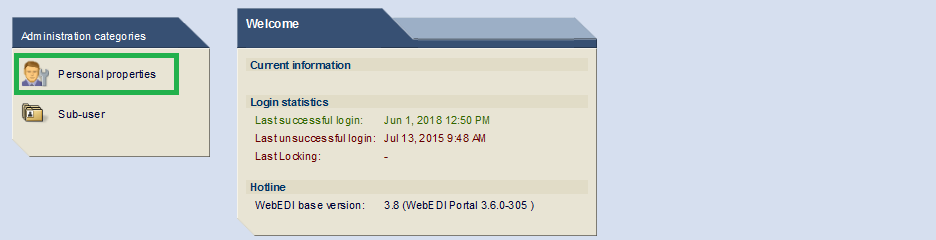 Administration categories
Personal properties
Sub-user
Welcome
Current information
Login statistics
Last successful login: Jun 1, 2018 12:50 PM
Last unsuccessful login: Jul 13, 2015 9:48 AM
Last Locking: -
Hotline
WebEDI base version: 3.8 (WebEDI Portal 3.6.0-305 )